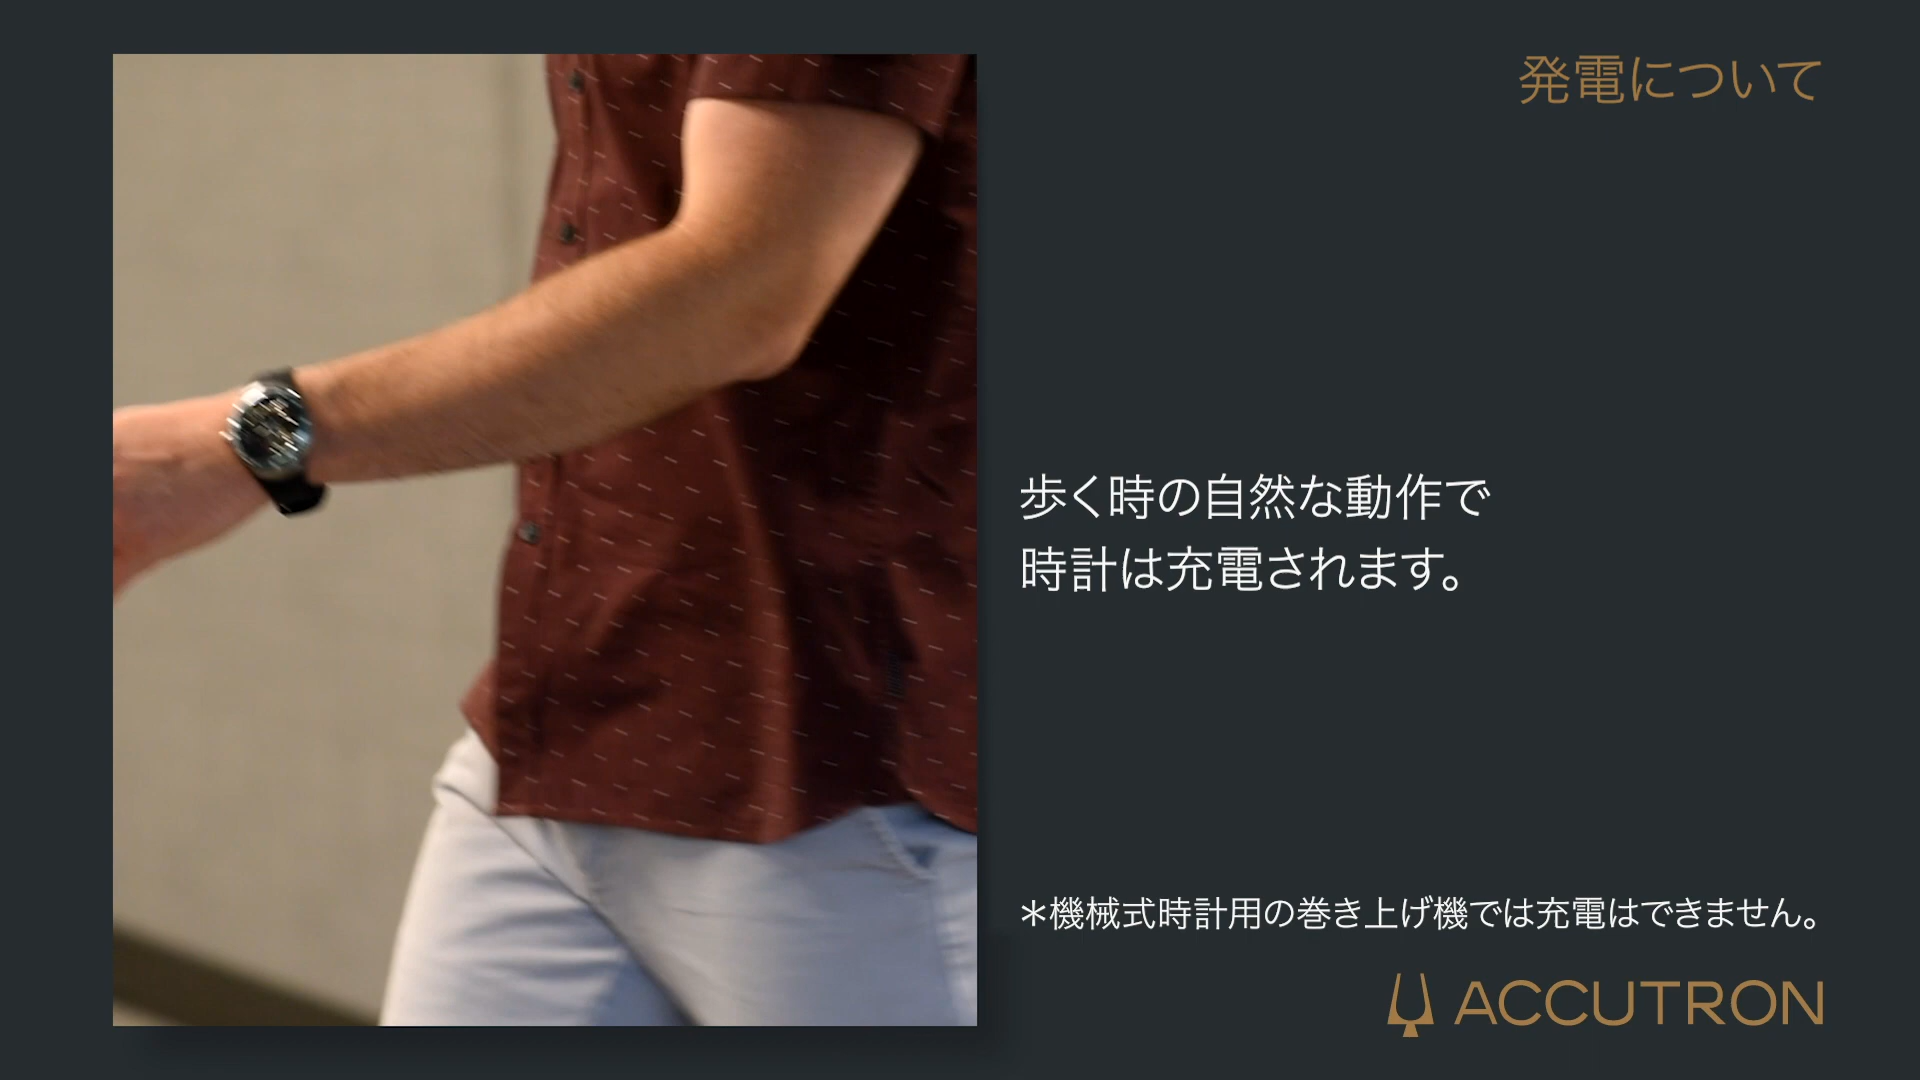 発電について
歩く時の自然な動作で
時計は充電されます。
＊機械式時計用の巻き上げ機では充電はできません。
ACCUTRON